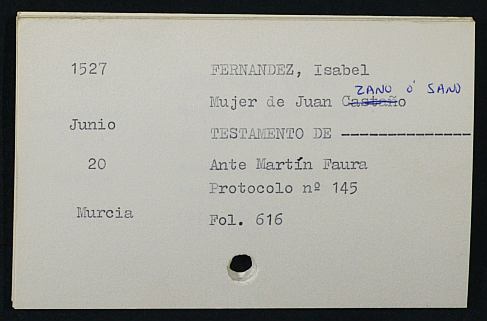 1527 FERNANDEZ, Isabel
ZANO Ó SANO
Mujer de Juan Castaño
Junio TESTAMENTO DE ---------------
20 Ante Martín Faura
Protocolo nº 145
Murcia Fol. 616